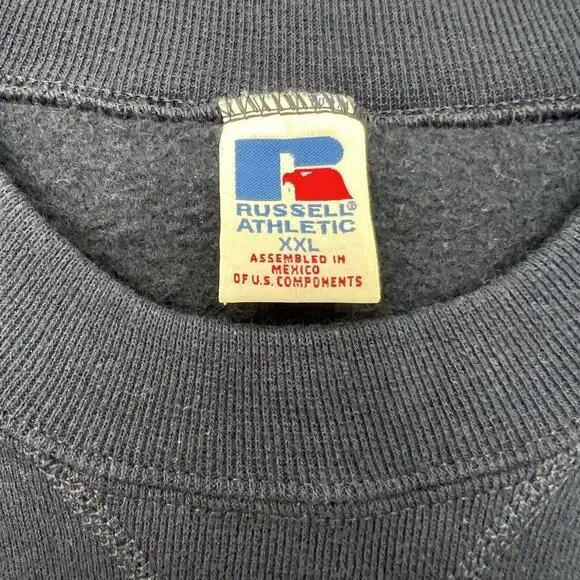 RUSSELL®
ATHLETIC
XXL
ASSEMBLED IN
MEXICO
OF U.S. COMPONENTS